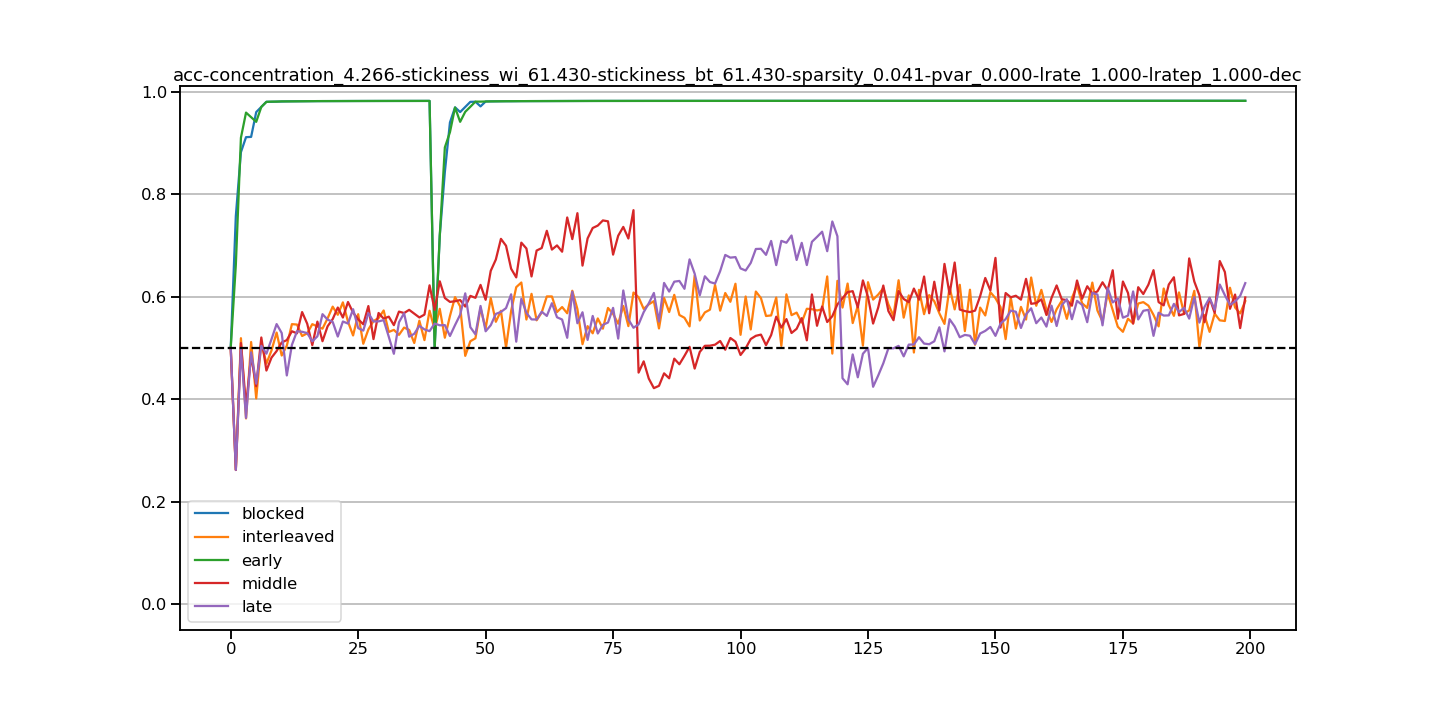 acc-concentration_4.266-stickiness_wi_61.430-stickiness_bt_61.430-sparsity_0.041-pvar_0.000-lrate_1.000-lratep_1.000-dec
1.0
0.8
0.6
0.4
0.2
0.0
blocked
interleaved
early
middle
late
0 25 50 75 100 125 150 175 200